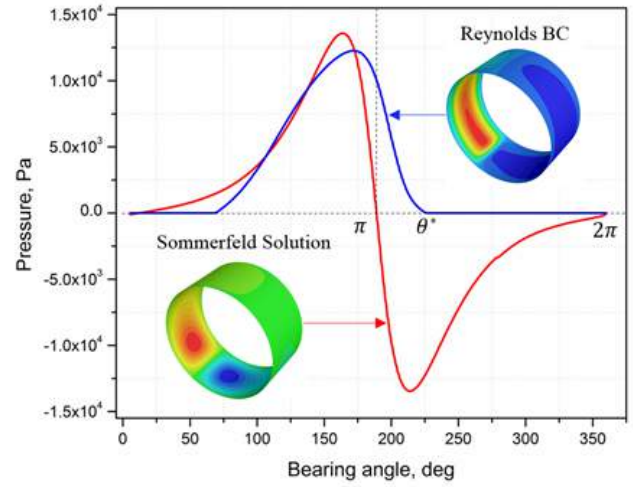 1.5x10⁴
Reynolds BC
1.0x10⁴
5.0x10³
0.0
π
θ*
2π
Sommerfeld Solution
-5.0x10³
-1.0x10⁴
-1.5x10⁴
0
50
100
150
200
250
300
350
Pressure, Pa
Bearing angle, deg